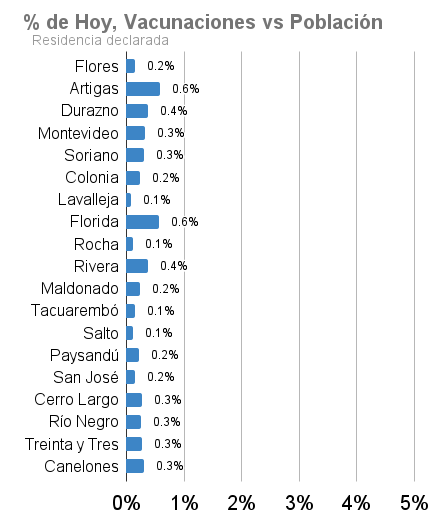 % de Hoy, Vacunaciones vs Población
Residencia declarada
Flores 0.2%
Artigas 0.6%
Durazno 0.4%
Montevideo 0.3%
Soriano 0.3%
Colonia 0.2%
Lavalleja 0.1%
Florida 0.6%
Rocha 0.1%
Rivera 0.4%
Maldonado 0.2%
Tacuarembó 0.1%
Salto 0.1%
Paysandú 0.2%
San José 0.2%
Cerro Largo 0.3%
Río Negro 0.3%
Treinta y Tres 0.3%
Canelones 0.3%
0% 1% 2% 3% 4% 5%